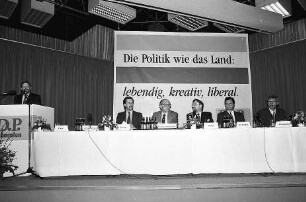 Die Politik wie das Land:
lebendig, kreativ, liberal.